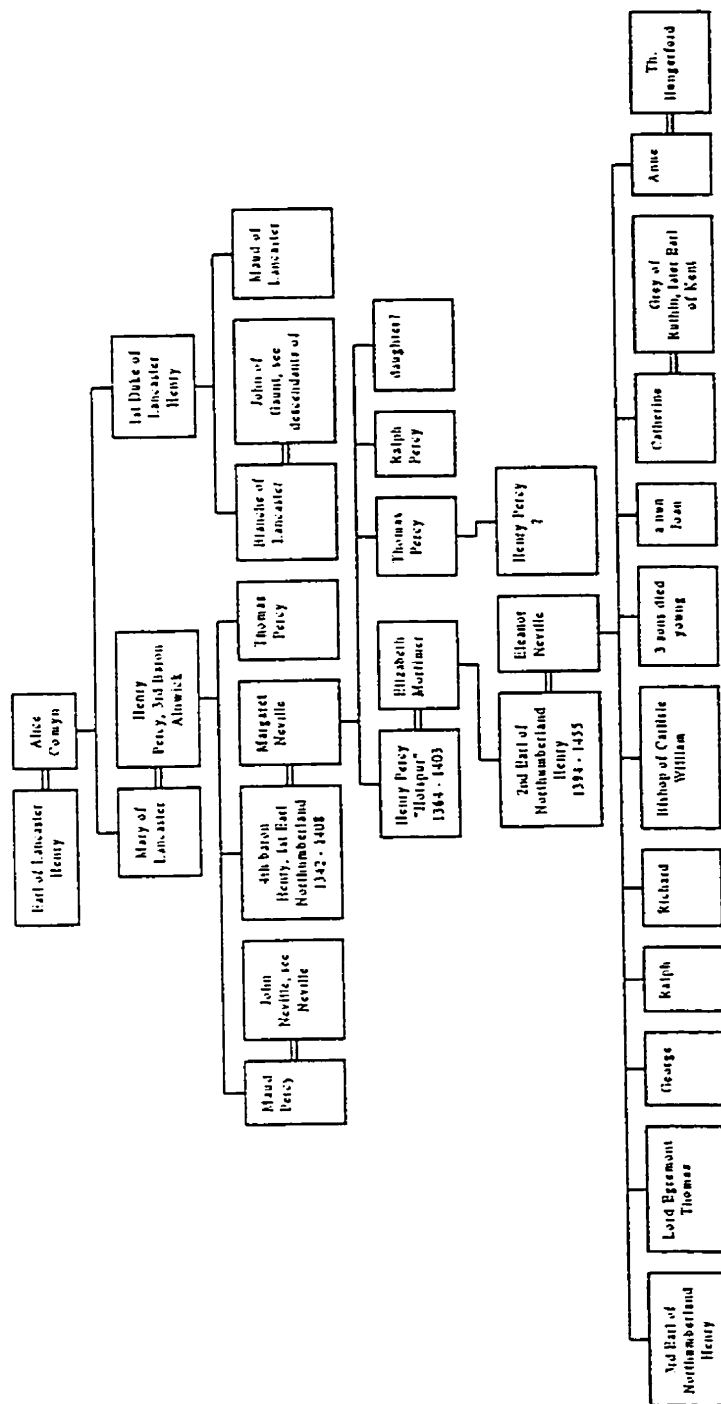 Earl of Lancaster
Henry
Alice
Comyn
Mary of
Lancaster
Henry
Percy, 3rd Baron
Alnwick
1st Duke of
Lancaster
Henry
Maud
Percy
John
Neville, see
Neville
4th baron
Henry, 1st Earl
Northumberland
1342 - 1408
Margaret
Neville
Thomas
Percy
Blanche of
Lancaster
John of
Gaunt, see
descendants of
Maud of
Lancaster
Henry Percy
"Hotspur"
1364 - 1403
Elizabeth
Mortimer
Thomas
Percy
Ralph
Percy
daughter?
2nd Earl of
Northumberland
Henry
1394 - 1455
Eleanor
Neville
Henry Percy
?
3rd Earl of
Northumberland
Henry
Lord Egremont
Thomas
George
Ralph
Richard
Bishop of Carlisle
William
3 sons died
young
a nun
Joan
Catherine
Grey of
Ruthin, later Earl
of Kent
Anne
Th.
Hungerford